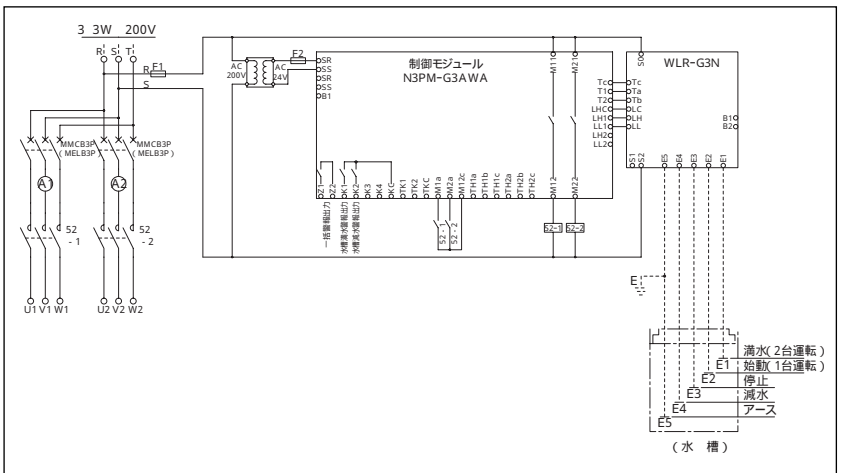 3 3W 200V
R S T
R F1
S
MMCB3P
( MELB3P )
MMCB3P
( MELB3P )
A1
A2
52
- 1
52
- 2
U1 V1 W1
U2 V2 W2
AC
200V
AC
24V
F2
SR
SS
SR
SS
B1
制御モジュール
N3PM-G3AWA
M11
M21
Tc
T1
T2
LHC
LH1
LL1
LH2
LL2
Z1
Z2
K1
K2
K3
K4
KC
TK1
TK2
TKC
M1a
M2a
M12c
TH1a
TH1b
TH1c
TH2a
TH2b
TH2c
M12
M22
一括警報出力
水槽満水警報出力
水槽減水警報出力
52 - 1
52 - 2
52-1
52-2
S0
WLR-G3N
Tc
Ta
Tb
LC
LH
LL
B1
B2
S1
S2
E5
E4
E3
E2
E1
E
E1 満水( 2台運転 )
E2 始動( 1台運転 )
E3 停止
E4 減水
E5 アース
( 水 槽 )